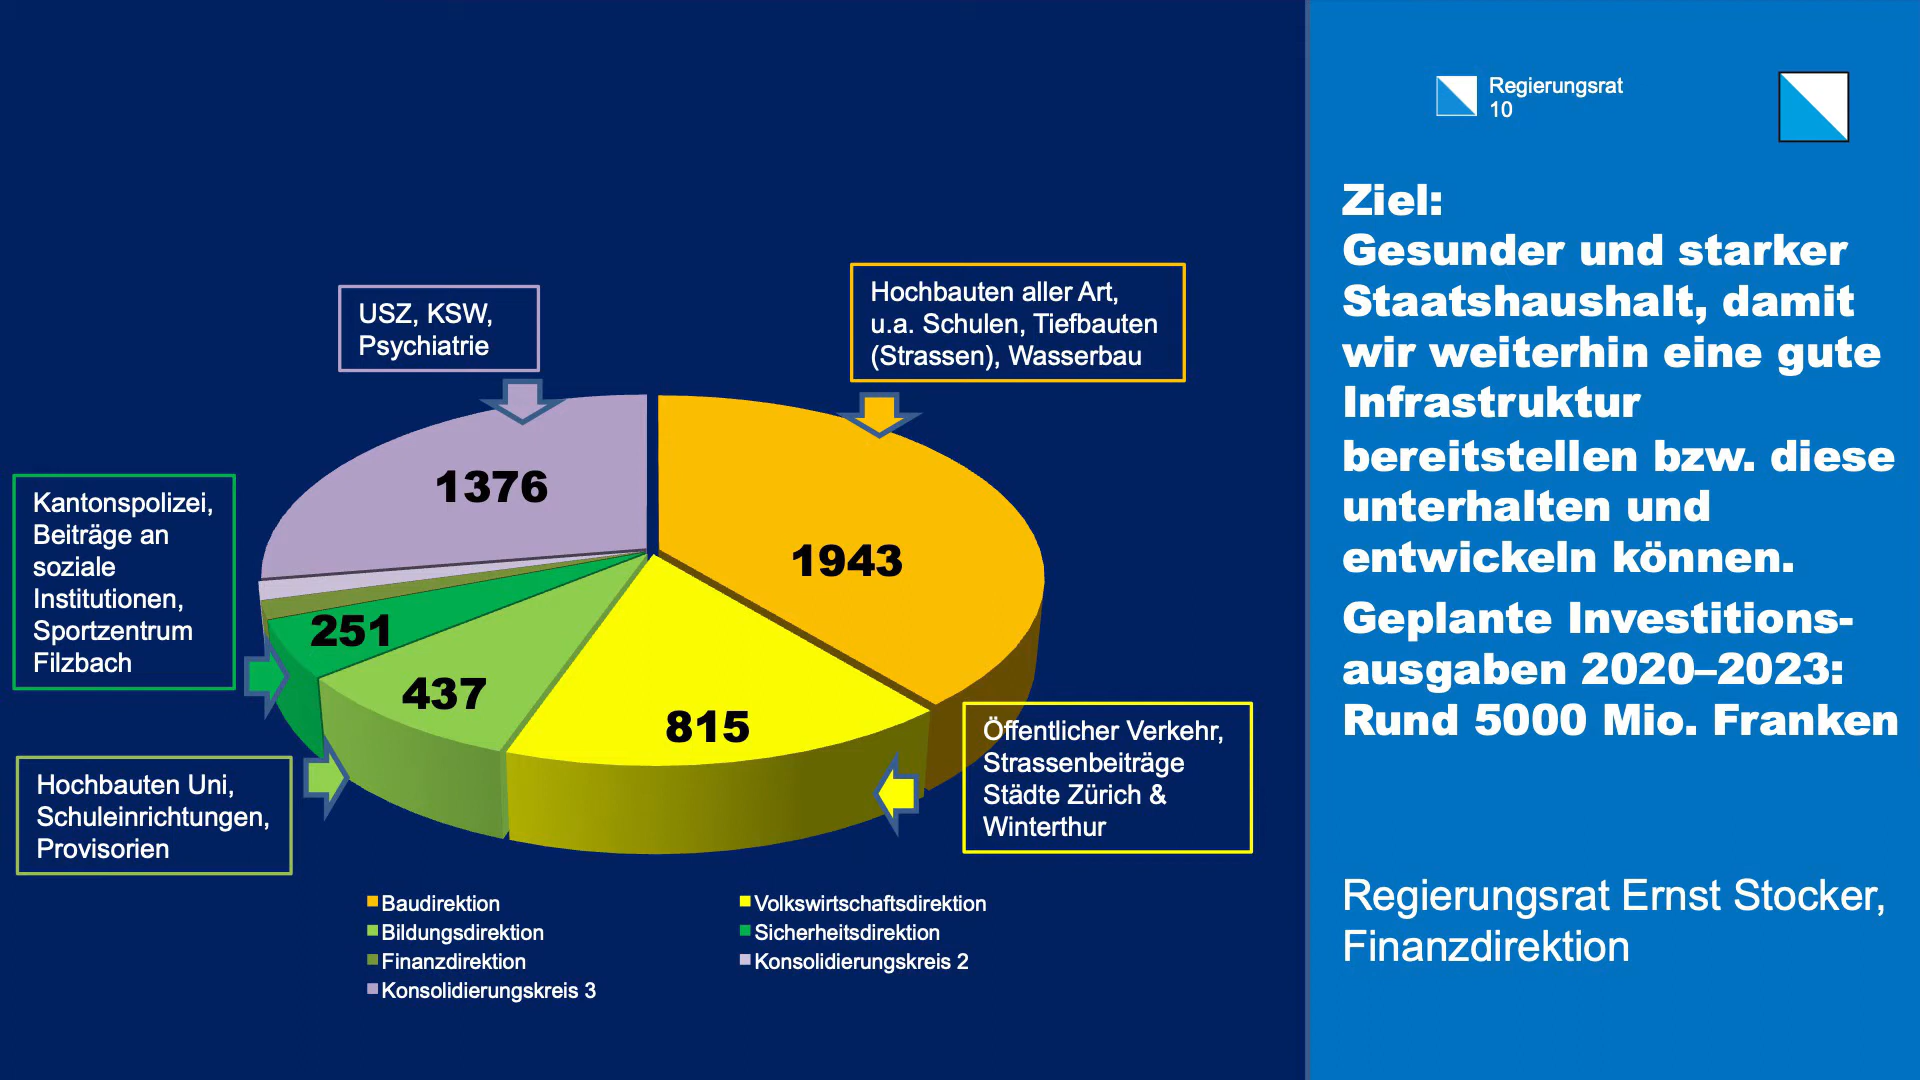 Regierungsrat
10
Ziel:
Gesunder und starker
Staatshaushalt, damit
wir weiterhin eine gute
Infrastruktur
bereitstellen bzw. diese
unterhalten und
entwickeln können.
Geplante Investitions-
ausgaben 2020–2023:
Rund 5000 Mio. Franken
Regierungsrat Ernst Stocker,
Finanzdirektion
USZ, KSW,
Psychiatrie
Hochbauten aller Art,
u.a. Schulen, Tiefbauten
(Strassen), Wasserbau
Kantonspolizei,
Beiträge an
soziale
Institutionen,
Sportzentrum
Filzbach
Hochbauten Uni,
Schuleinrichtungen,
Provisorien
Öffentlicher Verkehr,
Strassenbeiträge
Städte Zürich &
Winterthur
1376
1943
251
437
815
Baudirektion
Volkswirtschaftsdirektion
Bildungsdirektion
Sicherheitsdirektion
Finanzdirektion
Konsolidierungskreis 2
Konsolidierungskreis 3